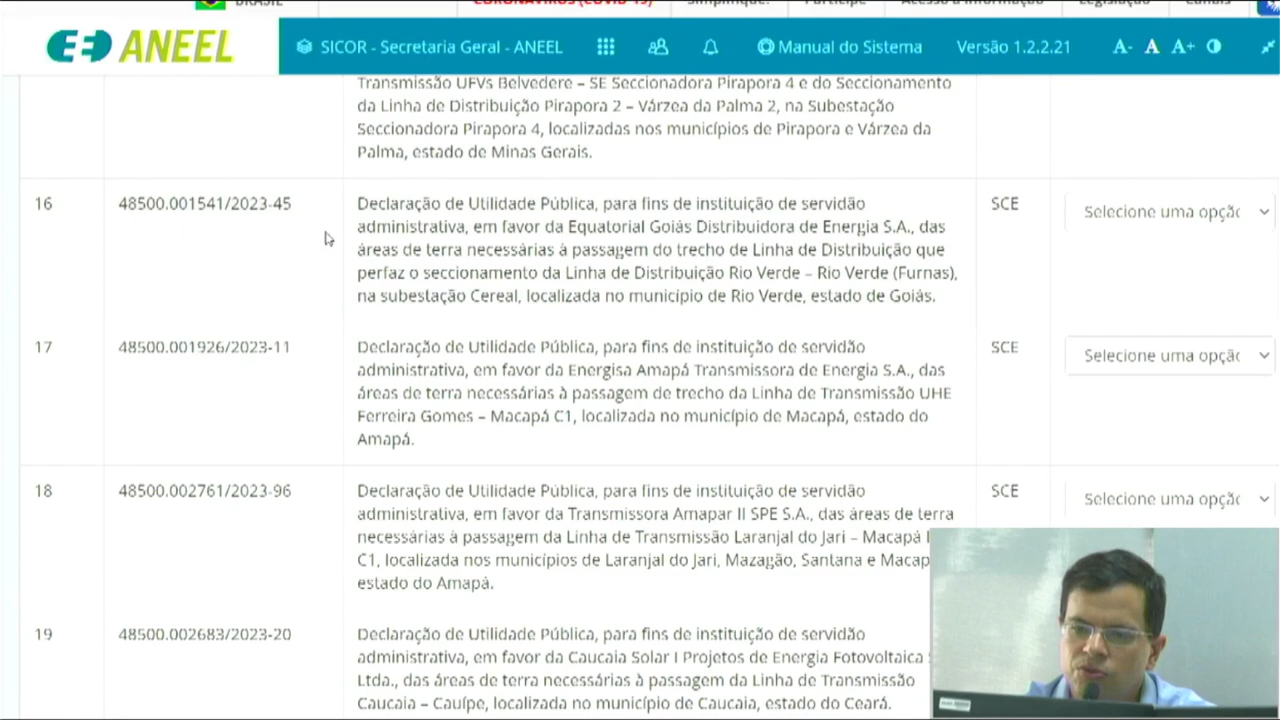 BRASIL
CORONAVÍRUS (COVID-19)
Simplifique!
Participe
Acesso à informação
Legislação
Canais
ANEEL
SICOR - Secretaria Geral - ANEEL
Manual do Sistema
Versão 1.2.2.21
A-
A
A+
Transmissão UFVs Belvedere – SE Seccionadora Pirapora 4 e do Seccionamento
da Linha de Distribuição Pirapora 2 – Várzea da Palma 2, na Subestação
Seccionadora Pirapora 4, localizadas nos municípios de Pirapora e Várzea da
Palma, estado de Minas Gerais.
16
48500.001541/2023-45
Declaração de Utilidade Pública, para fins de instituição de servidão
administrativa, em favor da Equatorial Goiás Distribuidora de Energia S.A., das
áreas de terra necessárias à passagem do trecho de Linha de Distribuição que
perfaz o seccionamento da Linha de Distribuição Rio Verde – Rio Verde (Furnas),
na subestação Cereal, localizada no município de Rio Verde, estado de Goiás.
SCE
Selecione uma opçã
17
48500.001926/2023-11
Declaração de Utilidade Pública, para fins de instituição de servidão
administrativa, em favor da Energisa Amapá Transmissora de Energia S.A., das
áreas de terra necessárias à passagem de trecho da Linha de Transmissão UHE
Ferreira Gomes – Macapá C1, localizada no município de Macapá, estado do
Amapá.
SCE
Selecione uma opçã
18
48500.002761/2023-96
Declaração de Utilidade Pública, para fins de instituição de servidão
administrativa, em favor da Transmissora Amapar II SPE S.A., das áreas de terra
necessárias à passagem da Linha de Transmissão Laranjal do Jari – Macapá
C1, localizada nos municípios de Laranjal do Jari, Mazagão, Santana e Macap
estado do Amapá.
SCE
Selecione uma opçã
19
48500.002683/2023-20
Declaração de Utilidade Pública, para fins de instituição de servidão
administrativa, em favor da Caucaia Solar I Projetos de Energia Fotovoltaica
Ltda., das áreas de terra necessárias à passagem da Linha de Transmissão
Caucaia – Cauípe, localizada no município de Caucaia, estado do Ceará.